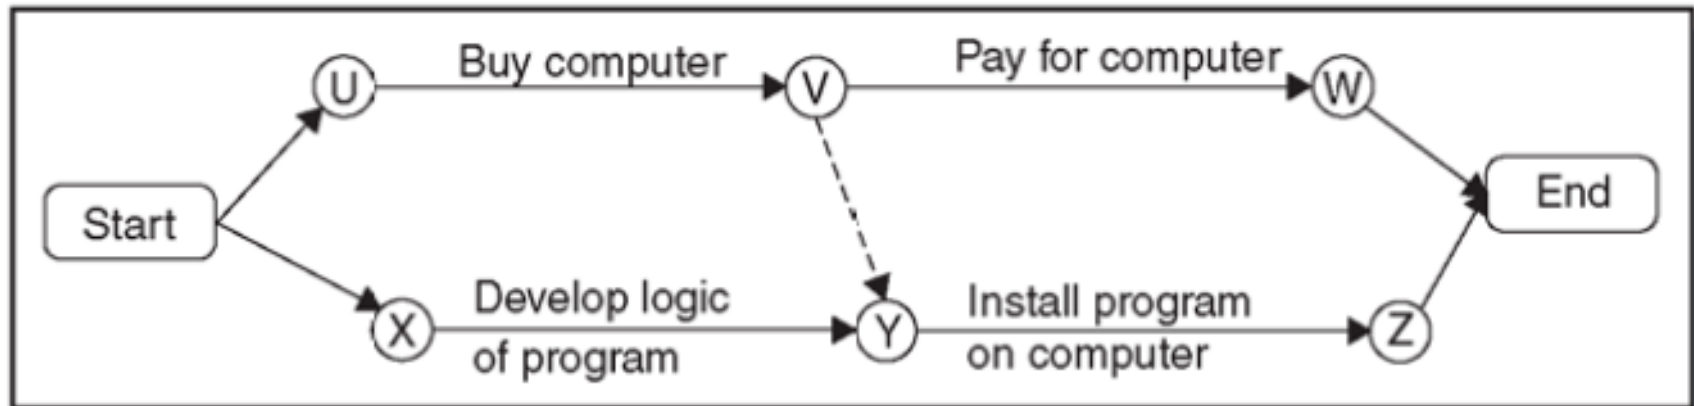 Buy computer
Pay for computer
U
V
W
Start
End
Develop logic
of program
Install program
on computer
X
Y
Z